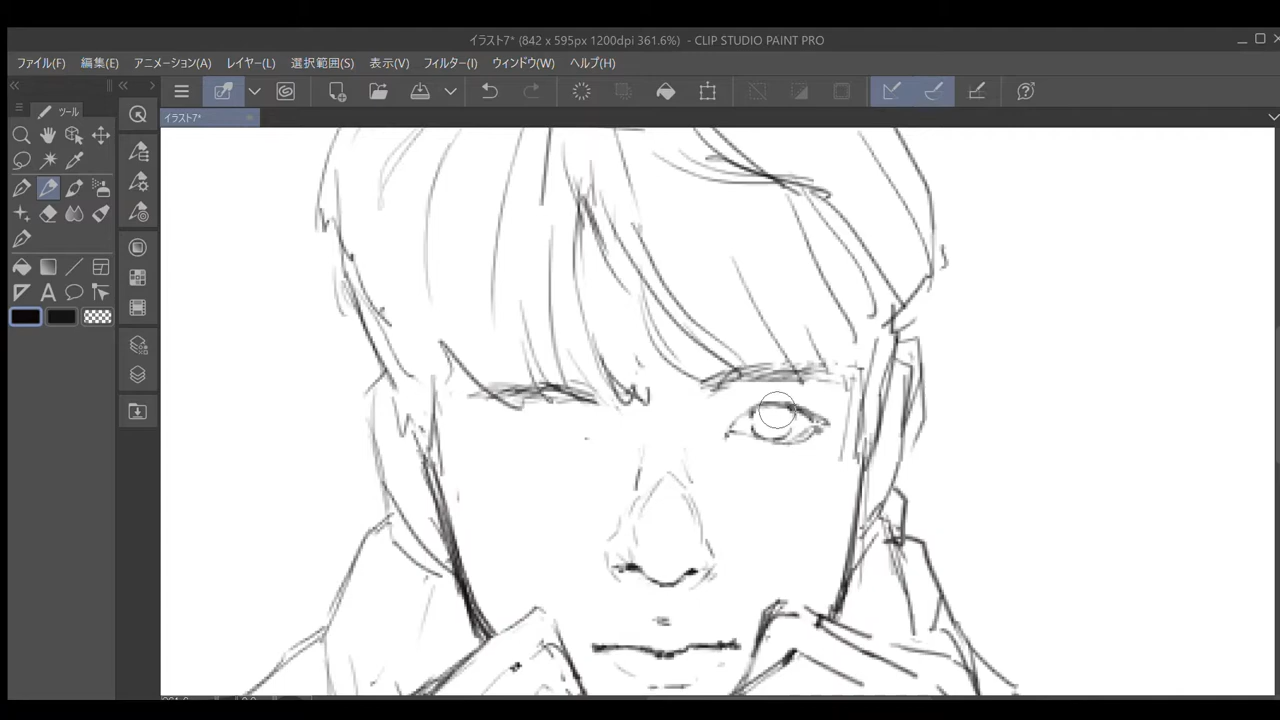 イラスト7* (842 x 595px 1200dpi 361.6%) - CLIP STUDIO PAINT PRO
ファイル(F) 編集(E) アニメーション(A) レイヤー(L) 選択範囲(S) 表示(V) フィルター(I) ウィンドウ(W) ヘルプ(H)
ツール
イラスト7*